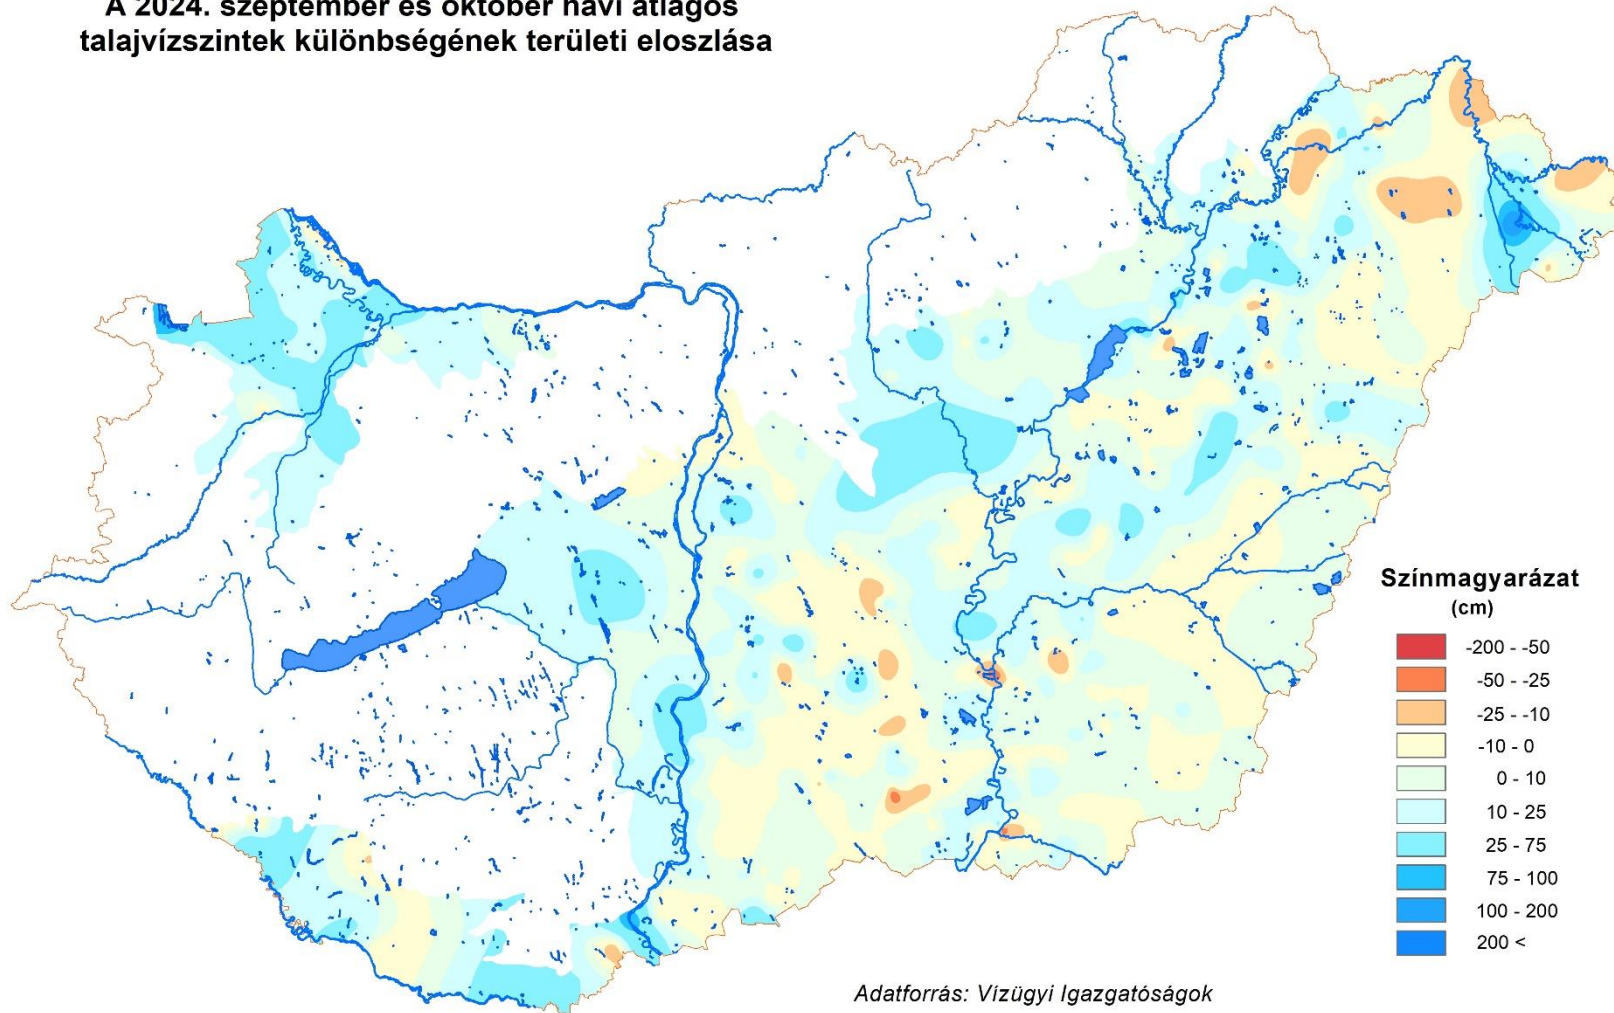 A 2024. szeptember és október havi átlagos
talajvízszintek különbségének területi eloszlása
Színmagyarázat
(cm)
-200 - -50
-50 - -25
-25 - -10
-10 - 0
0 - 10
10 - 25
25 - 75
75 - 100
100 - 200
200 <
Adatforrás: Vízügyi Igazgatóságok